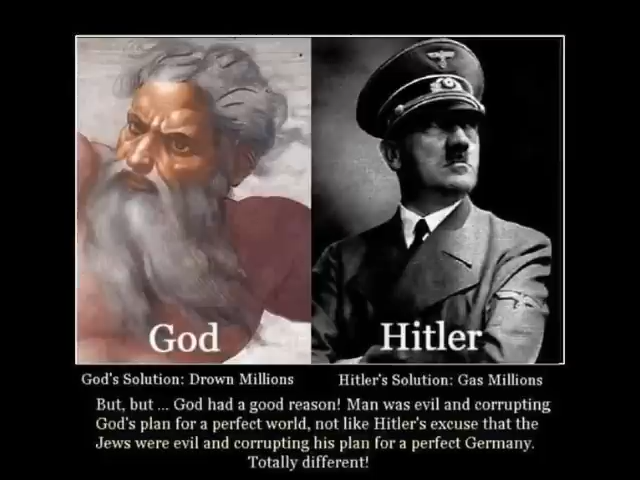 God
Hitler
God's Solution: Drown Millions
Hitler's Solution: Gas Millions
But, but ... God had a good reason! Man was evil and corrupting
God's plan for a perfect world, not like Hitler's excuse that the
Jews were evil and corrupting his plan for a perfect Germany.
Totally different!